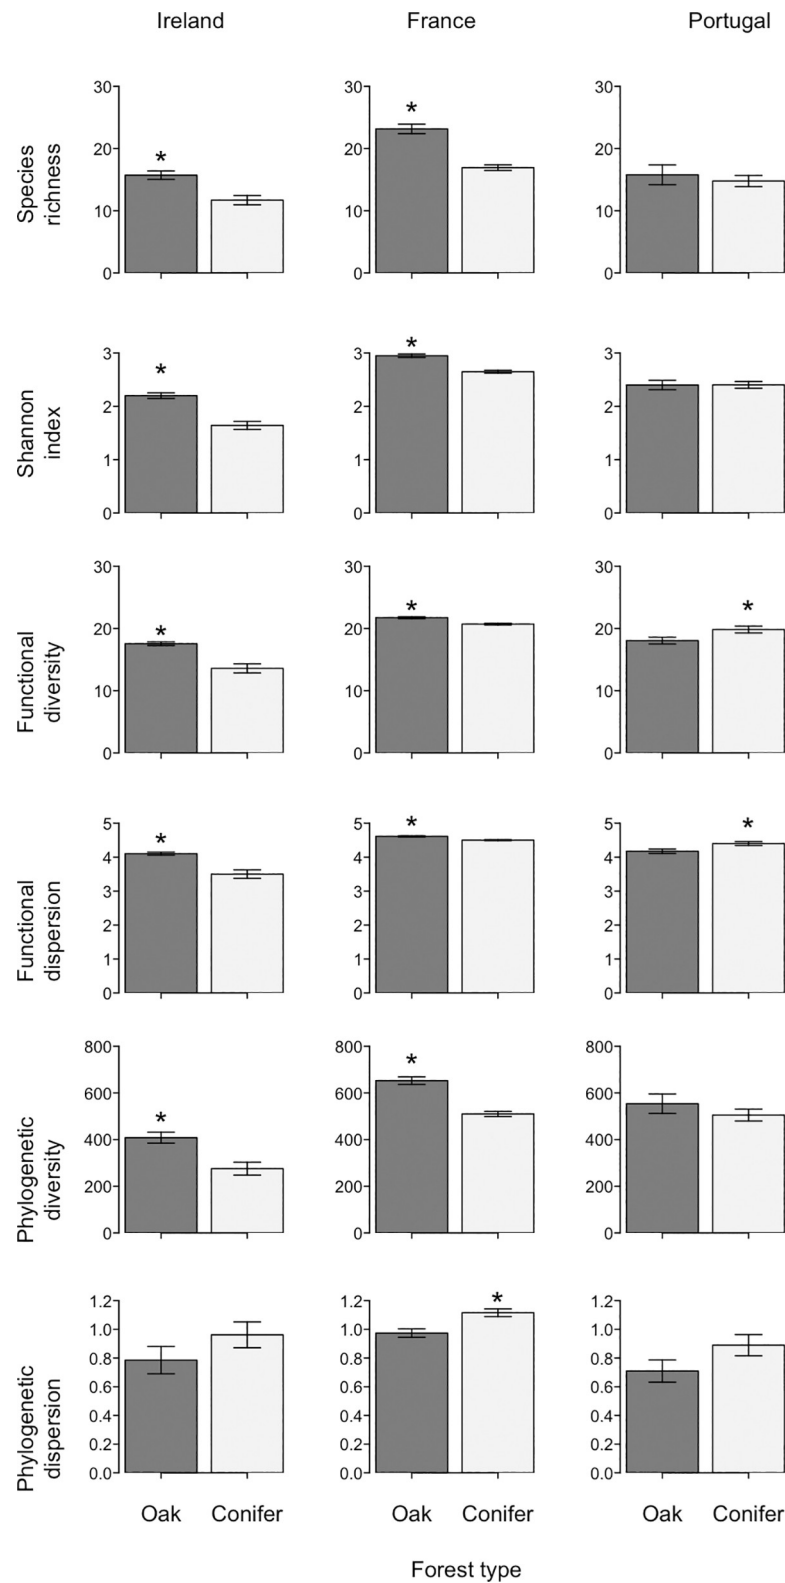 Ireland France Portugal
Species
richness
30 30 30
* *
20 20 20
10 10 10
0 0 0
Shannon
index
3 * 3 * 3
2 2 2
1 1 1
0 0 0
Functional
diversity
30 30 30
* * *
20 20 20
10 10 10
0 0 0
Functional
dispersion
5 * 5 * 5 *
4 4 4
3 3 3
2 2 2
1 1 1
0 0 0
Phylogenetic
diversity
800 800 * 800
600 600 600
*
400 400 400
200 200 200
0 0 0
Phylogenetic
dispersion
1.2 1.2 * 1.2
1.0 1.0 1.0
0.8 0.8 0.8
0.6 0.6 0.6
0.4 0.4 0.4
0.2 0.2 0.2
0.0 0.0 0.0
Oak Conifer Oak Conifer Oak Conifer
Forest type